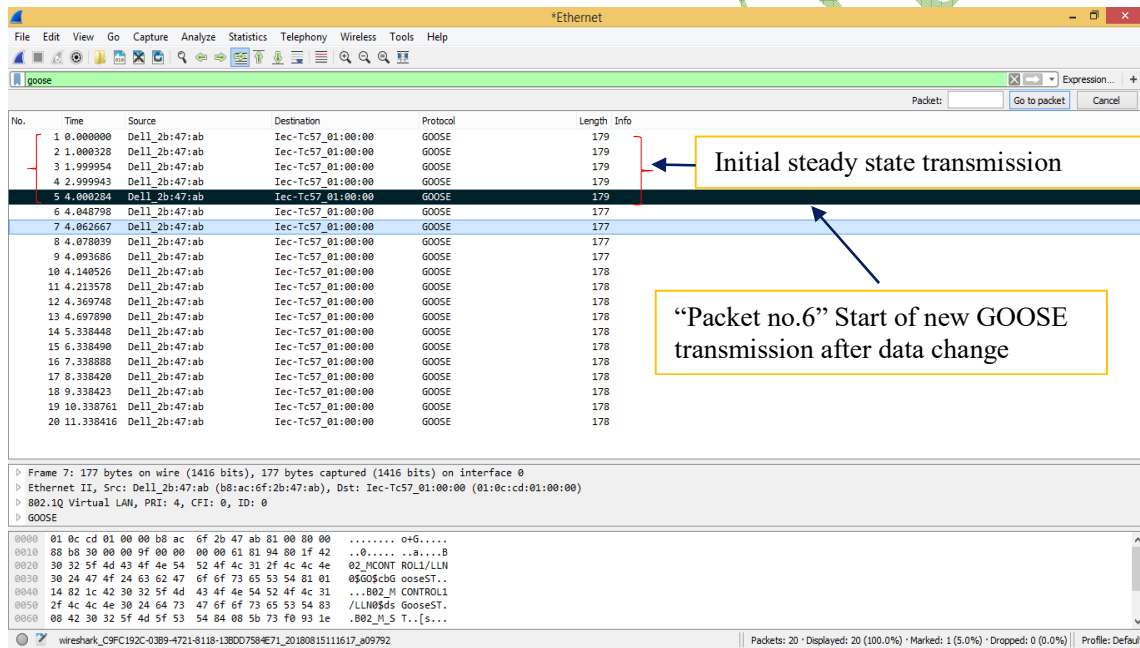 *Ethernet
File Edit View Go Capture Analyze Statistics Telephony Wireless Tools Help
goose Expression... +
Packet: Go to packet Cancel
No. Time Source Destination Protocol Length Info
1 0.000000 Dell_2b:47:ab Iec-Tc57_01:00:00 GOOSE 179
2 1.000328 Dell_2b:47:ab Iec-Tc57_01:00:00 GOOSE 179
3 1.999954 Dell_2b:47:ab Iec-Tc57_01:00:00 GOOSE 179
4 2.999943 Dell_2b:47:ab Iec-Tc57_01:00:00 GOOSE 179
5 4.000284 Dell_2b:47:ab Iec-Tc57_01:00:00 GOOSE 179
6 4.048798 Dell_2b:47:ab Iec-Tc57_01:00:00 GOOSE 177
7 4.062667 Dell_2b:47:ab Iec-Tc57_01:00:00 GOOSE 177
8 4.078039 Dell_2b:47:ab Iec-Tc57_01:00:00 GOOSE 177
9 4.093686 Dell_2b:47:ab Iec-Tc57_01:00:00 GOOSE 177
10 4.140526 Dell_2b:47:ab Iec-Tc57_01:00:00 GOOSE 178
11 4.213578 Dell_2b:47:ab Iec-Tc57_01:00:00 GOOSE 178
12 4.369748 Dell_2b:47:ab Iec-Tc57_01:00:00 GOOSE 178
13 4.697890 Dell_2b:47:ab Iec-Tc57_01:00:00 GOOSE 178
14 5.338448 Dell_2b:47:ab Iec-Tc57_01:00:00 GOOSE 178
15 6.338490 Dell_2b:47:ab Iec-Tc57_01:00:00 GOOSE 178
16 7.338888 Dell_2b:47:ab Iec-Tc57_01:00:00 GOOSE 178
17 8.338420 Dell_2b:47:ab Iec-Tc57_01:00:00 GOOSE 178
18 9.338423 Dell_2b:47:ab Iec-Tc57_01:00:00 GOOSE 178
19 10.338761 Dell_2b:47:ab Iec-Tc57_01:00:00 GOOSE 178
20 11.338416 Dell_2b:47:ab Iec-Tc57_01:00:00 GOOSE 178
Initial steady state transmission
“Packet no.6” Start of new GOOSE
transmission after data change
Frame 7: 177 bytes on wire (1416 bits), 177 bytes captured (1416 bits) on interface 0
Ethernet II, Src: Dell_2b:47:ab (b8:ac:6f:2b:47:ab), Dst: Iec-Tc57_01:00:00 (01:0c:cd:01:00:00)
802.1Q Virtual LAN, PRI: 4, CFI: 0, ID: 0
GOOSE
0000 01 0c cd 01 00 00 b8 ac 6f 2b 47 ab 81 00 80 00 ........ o+G.....
0010 88 b8 30 00 00 9f 00 00 00 00 61 81 94 80 1f 42 ..0..... ..a....B
0020 30 32 5f 4d 43 4f 4e 54 52 4f 4c 31 2f 4c 4c 4e 02_MCONT ROL1/LLN
0030 30 24 47 4f 24 63 62 47 6f 6f 73 65 53 54 81 01 0$GO$cbG ooseST..
0040 14 82 1c 42 30 32 5f 4d 43 4f 4e 54 52 4f 4c 31 ...B02_M CONTROL1
0050 2f 4c 4c 4e 30 24 64 73 47 6f 6f 73 65 53 54 83 /LLN0$ds GooseST.
0060 08 42 30 32 5f 4d 5f 53 54 84 08 5b 73 f0 93 1e .B02_M_S T..[s...
wireshark_C9FC192C-03B9-4721-8118-13BDD7584E71_20180815111617_a09792 Packets: 20 · Displayed: 20 (100.0%) · Marked: 1 (5.0%) · Dropped: 0 (0.0%) Profile: Defaul